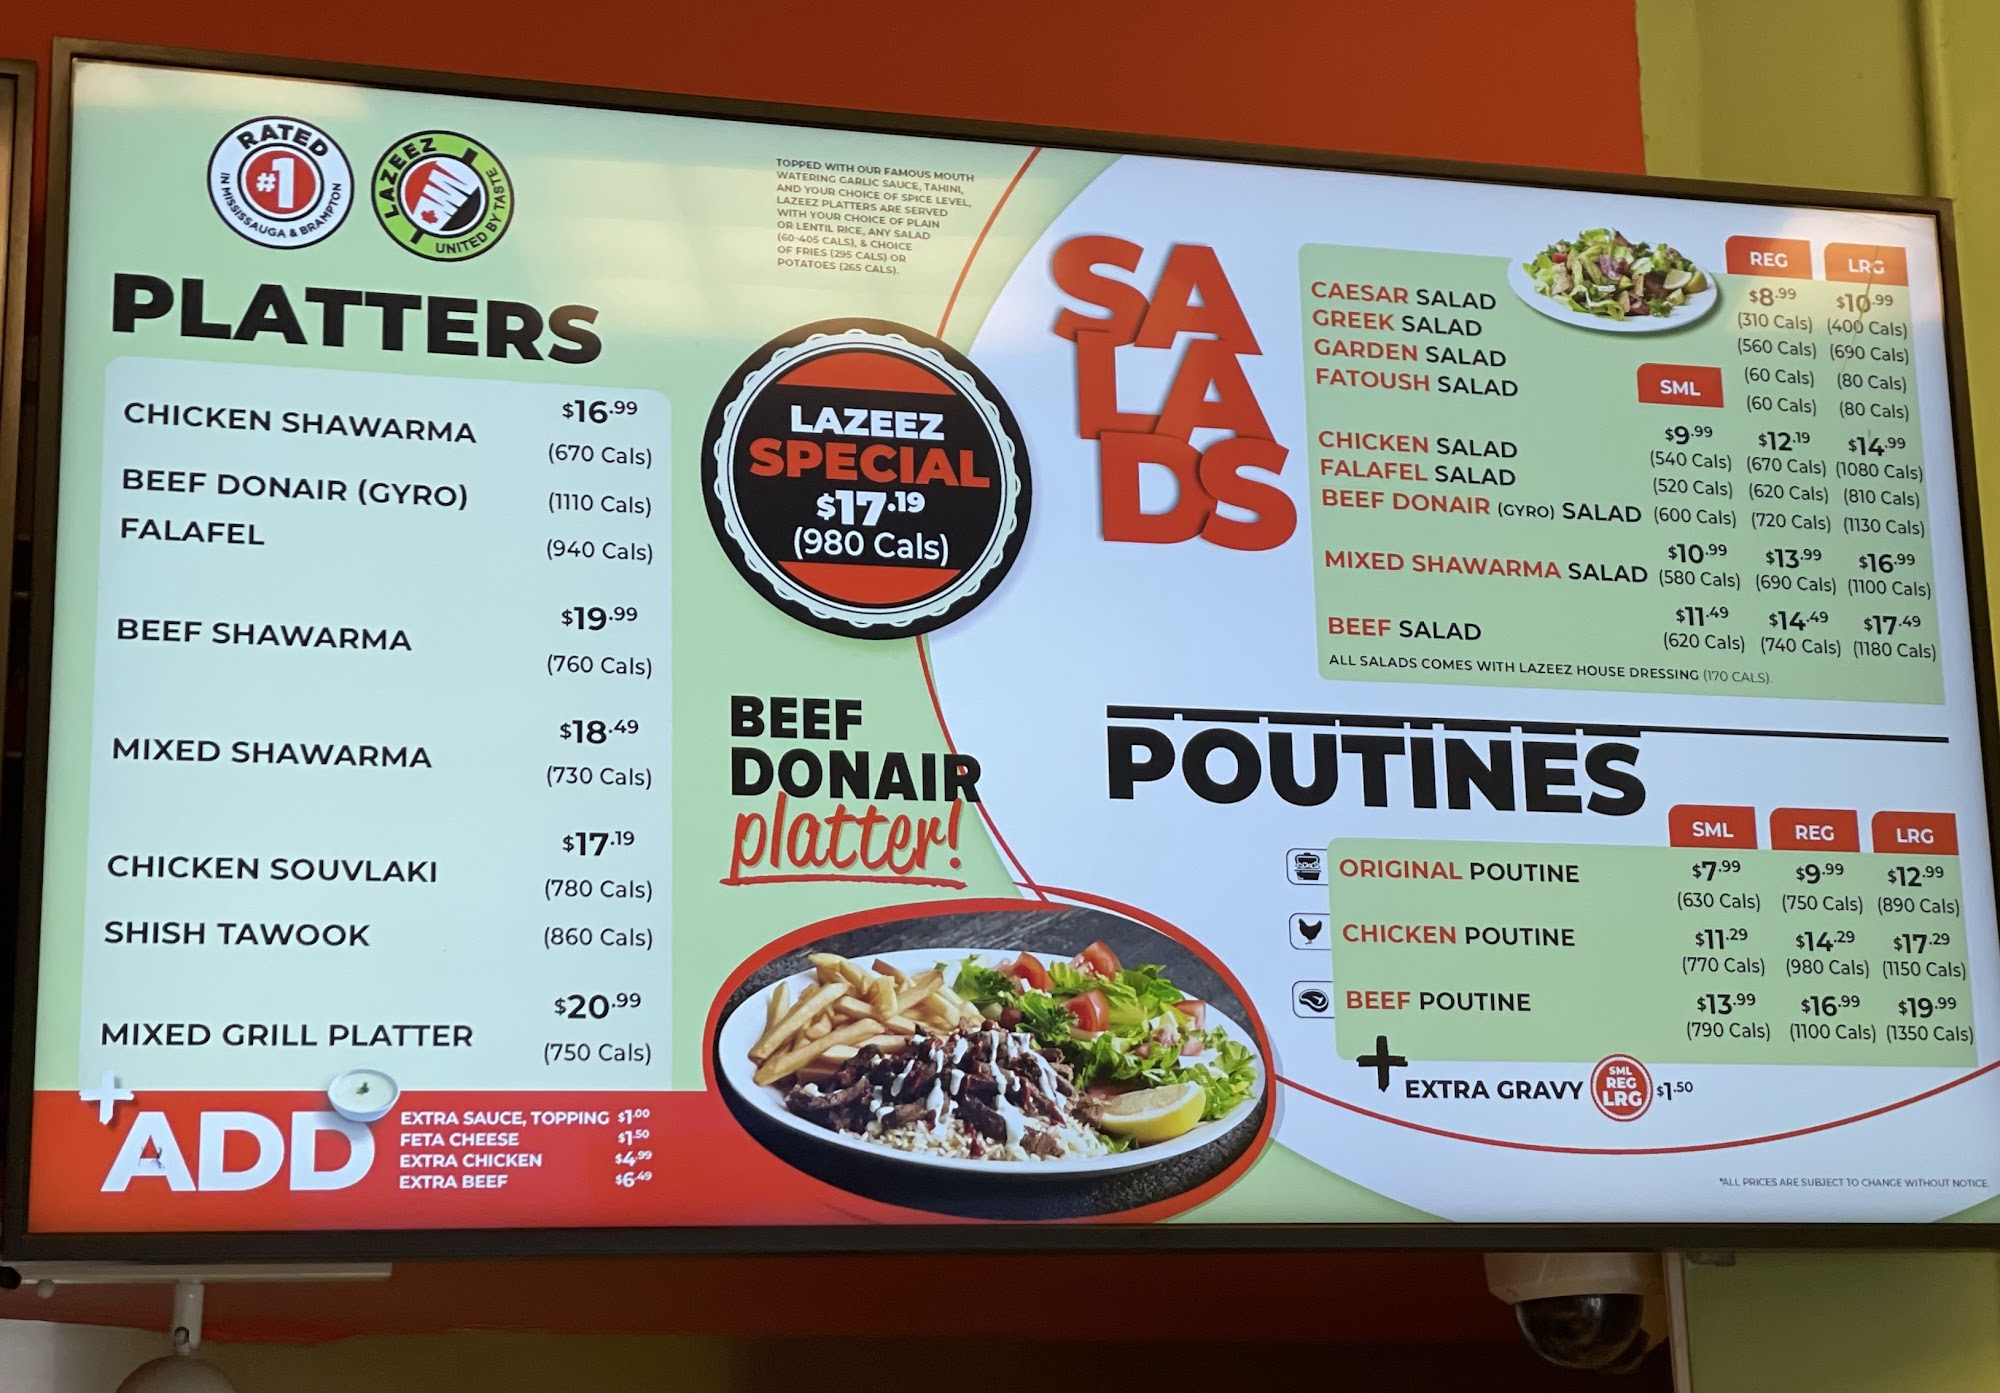 RATED
#1
IN MISSISSAUGA & BRAMPTON
LAZEEZ
UNITED BY TASTE
TOPPED WITH OUR FAMOUS MOUTH
WATERING GARLIC SAUCE, TAHINI,
AND YOUR CHOICE OF SPICE LEVEL,
LAZEEZ PLATTERS ARE SERVED
WITH YOUR CHOICE OF PLAIN
OR LENTIL RICE, ANY SALAD
(60-405 CALS), & CHOICE
OF FRIES (295 CALS) OR
POTATOES (265 CALS).
PLATTERS
CHICKEN SHAWARMA $16.99
(670 Cals)
BEEF DONAIR (GYRO) (1110 Cals)
FALAFEL (940 Cals)
BEEF SHAWARMA $19.99
(760 Cals)
MIXED SHAWARMA $18.49
(730 Cals)
CHICKEN SOUVLAKI $17.19
(780 Cals)
SHISH TAWOOK (860 Cals)
MIXED GRILL PLATTER $20.99
(750 Cals)
+ADD
EXTRA SAUCE, TOPPING $1.00
FETA CHEESE $1.50
EXTRA CHICKEN $4.99
EXTRA BEEF $6.49
LAZEEZ
SPECIAL
$17.19
(980 Cals)
BEEF
DONAIR
platter!
SA
LA
DS
REG LRG
CAESAR SALAD $8.99 $10.99
(310 Cals) (400 Cals)
GREEK SALAD (560 Cals) (690 Cals)
GARDEN SALAD (60 Cals) (80 Cals)
FATOUSH SALAD (60 Cals) (80 Cals)
SML
CHICKEN SALAD $9.99 $12.19 $14.99
(540 Cals) (670 Cals) (1080 Cals)
FALAFEL SALAD (520 Cals) (620 Cals) (810 Cals)
BEEF DONAIR (GYRO) SALAD (600 Cals) (720 Cals) (1130 Cals)
MIXED SHAWARMA SALAD $10.99 $13.99 $16.99
(580 Cals) (690 Cals) (1100 Cals)
BEEF SALAD $11.49 $14.49 $17.49
(620 Cals) (740 Cals) (1180 Cals)
ALL SALADS COMES WITH LAZEEZ HOUSE DRESSING (170 CALS).
POUTINES
SML REG LRG
ORIGINAL POUTINE $7.99 $9.99 $12.99
(630 Cals) (750 Cals) (890 Cals)
CHICKEN POUTINE $11.29 $14.29 $17.29
(770 Cals) (980 Cals) (1150 Cals)
BEEF POUTINE $13.99 $16.99 $19.99
(790 Cals) (1100 Cals) (1350 Cals)
+ EXTRA GRAVY SML REG LRG $1.50
*ALL PRICES ARE SUBJECT TO CHANGE WITHOUT NOTICE.